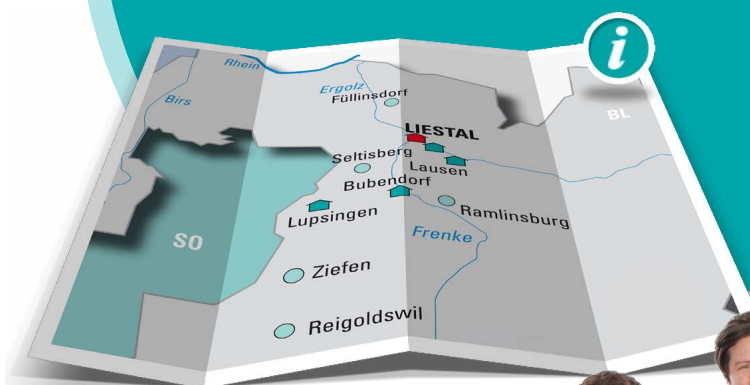 i
Rhein
Birs
Ergolz
Füllinsdorf
BL
LIESTAL
Seltisberg
Lausen
Bubendorf
Lupsingen
Ramlinsburg
SO
Frenke
Ziefen
Reigoldswil